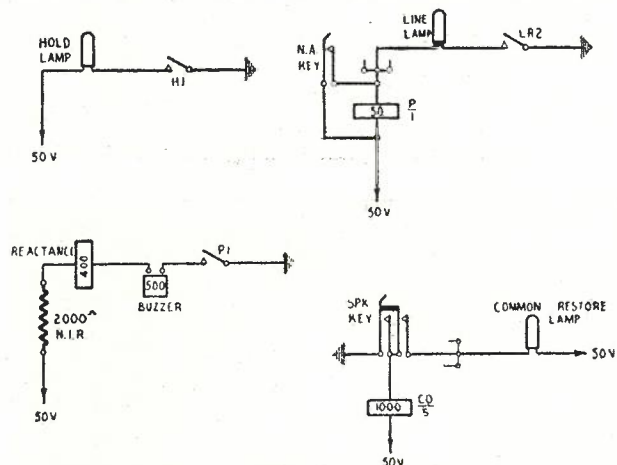 HOLD
LAMP
H1
50V
N.A.
KEY
LINE
LAMP
LR2
50
P
1
50V
REACTANCE
400
2000^
N.I.R.
50V
500
BUZZER
P1
SPK
KEY
COMMON RESTORE
LAMP
50V
1000
CO
5
50V